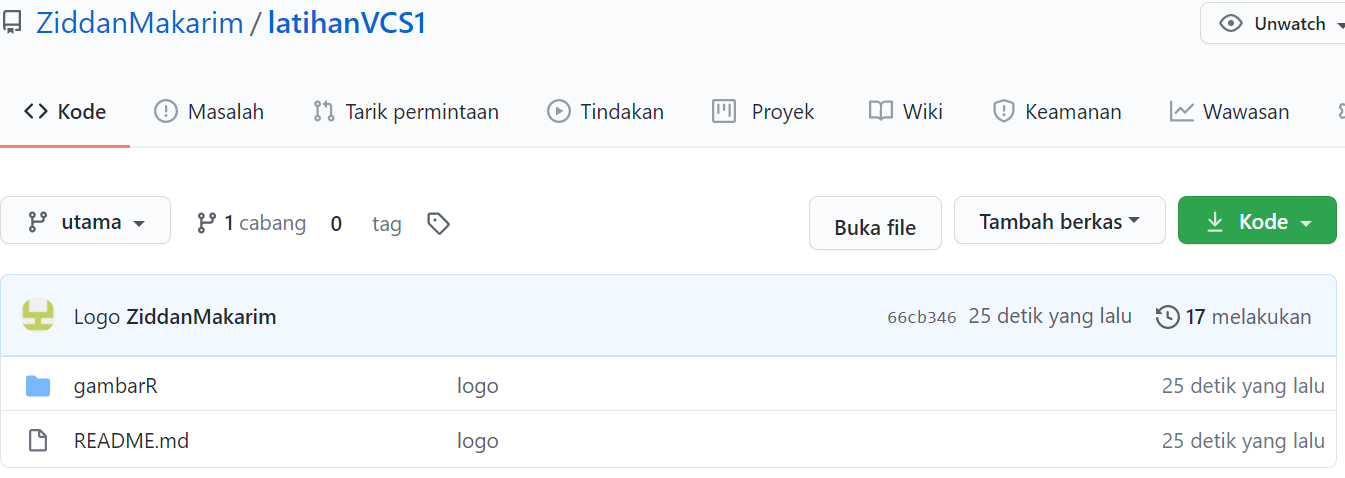 ZiddanMakarim / latihanVCS1
Unwatch
Kode Masalah Tarik permintaan Tindakan Proyek Wiki Keamanan Wawasan
utama 1 cabang 0 tag Buka file Tambah berkas Kode
Logo ZiddanMakarim 66cb346 25 detik yang lalu 17 melakukan
gambarR logo 25 detik yang lalu
README.md logo 25 detik yang lalu